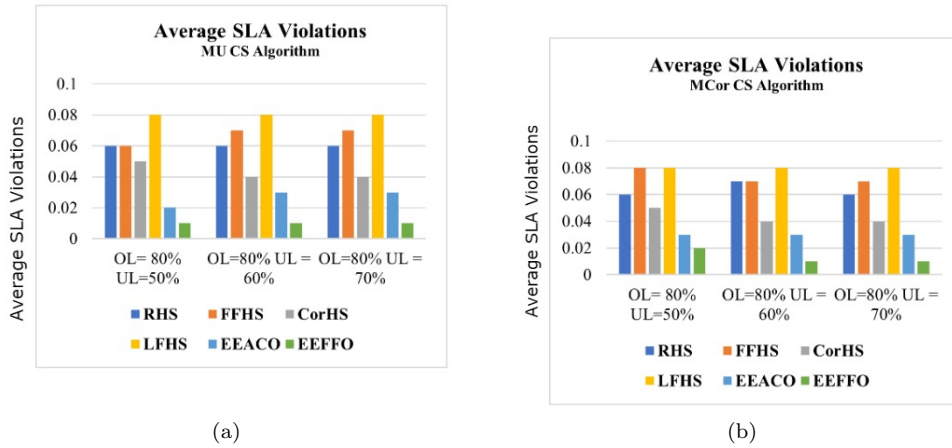 Average SLA Violations
MU CS Algorithm
Average SLA Violations
0.1
0.08
0.06
0.04
0.02
0
OL= 80%
UL=50%
OL=80% UL =
60%
OL=80% UL =
70%
RHS FFHS CorHS
LFHS EEACO EEFFO
(a)
Average SLA Violations
MCor CS Algorithm
Average SLA Violations
0.1
0.08
0.06
0.04
0.02
0
OL= 80%
UL=50%
OL=80% UL =
60%
OL=80% UL =
70%
RHS FFHS CorHS
LFHS EEACO EEFFO
(b)